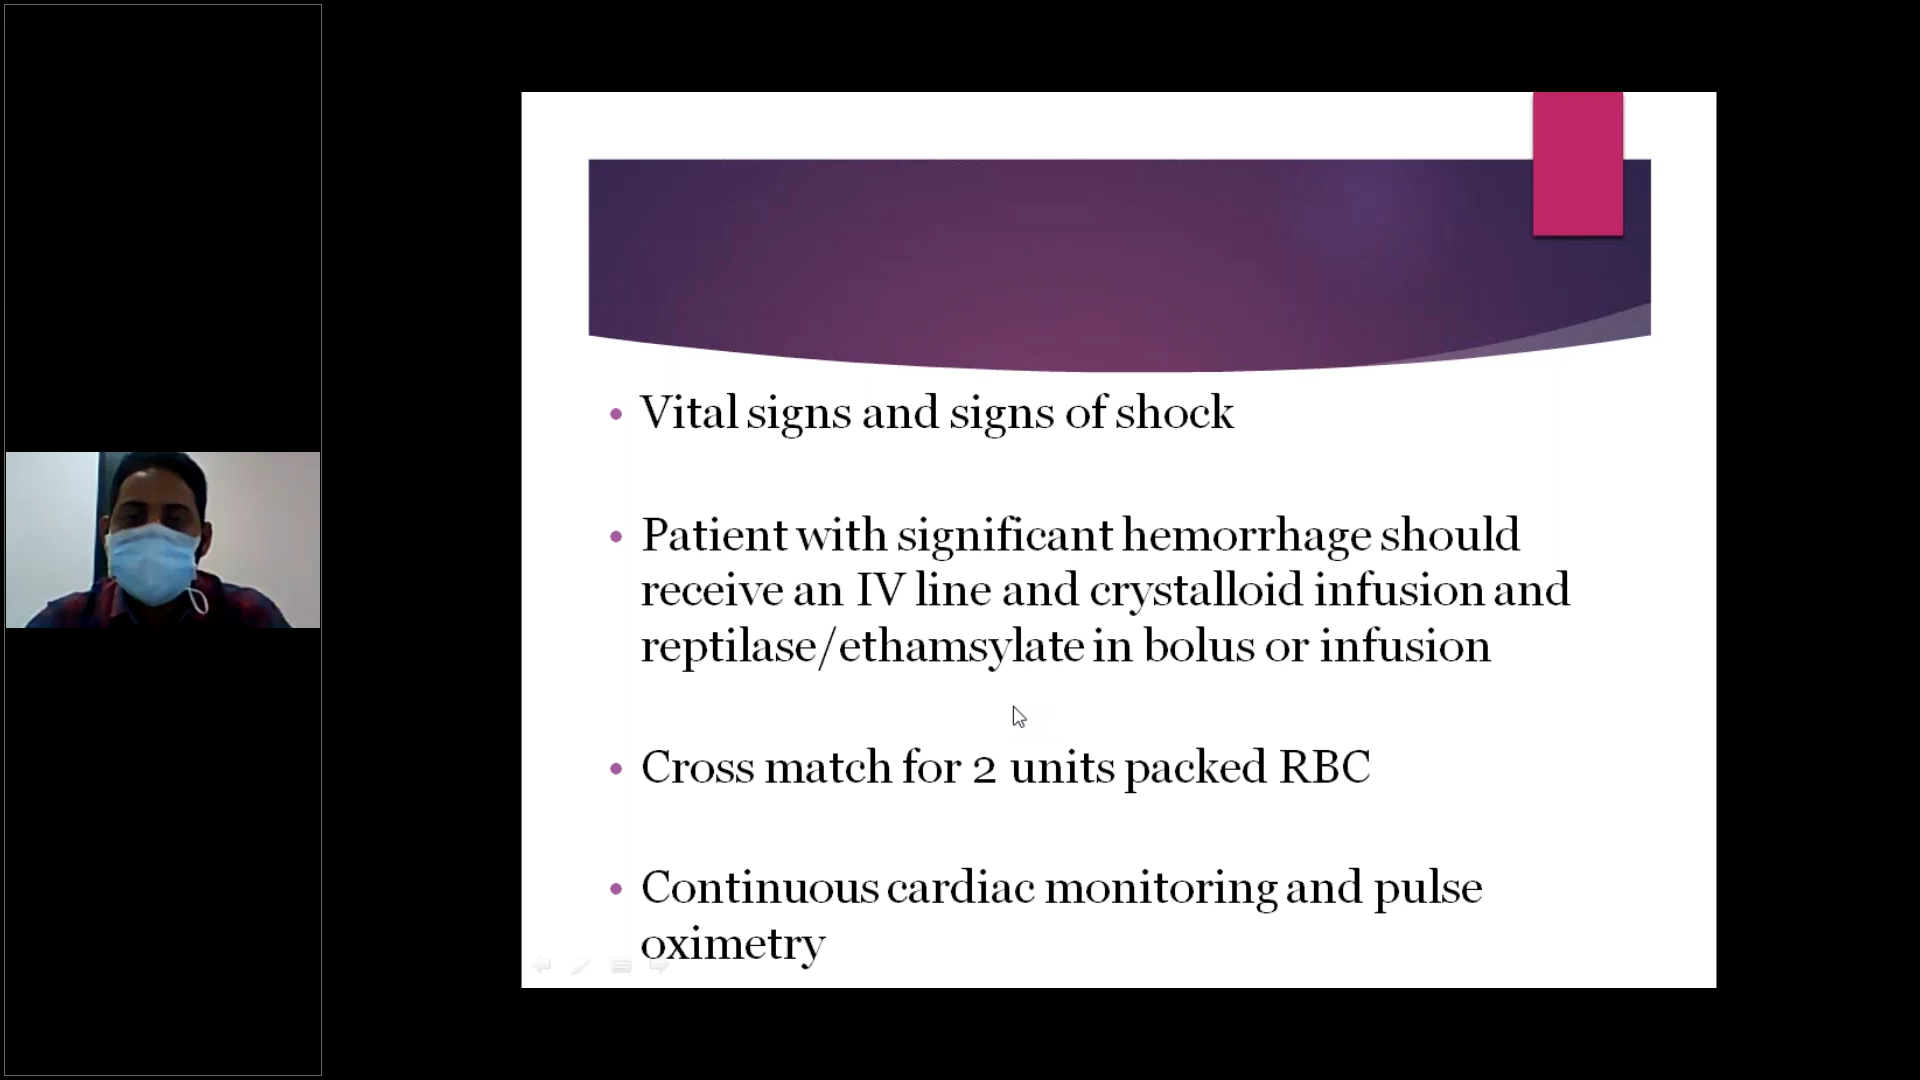 • Vital signs and signs of shock
• Patient with significant hemorrhage should
receive an IV line and crystalloid infusion and
reptilase/ethamsylate in bolus or infusion
• Cross match for 2 units packed RBC
• Continuous cardiac monitoring and pulse
oximetry